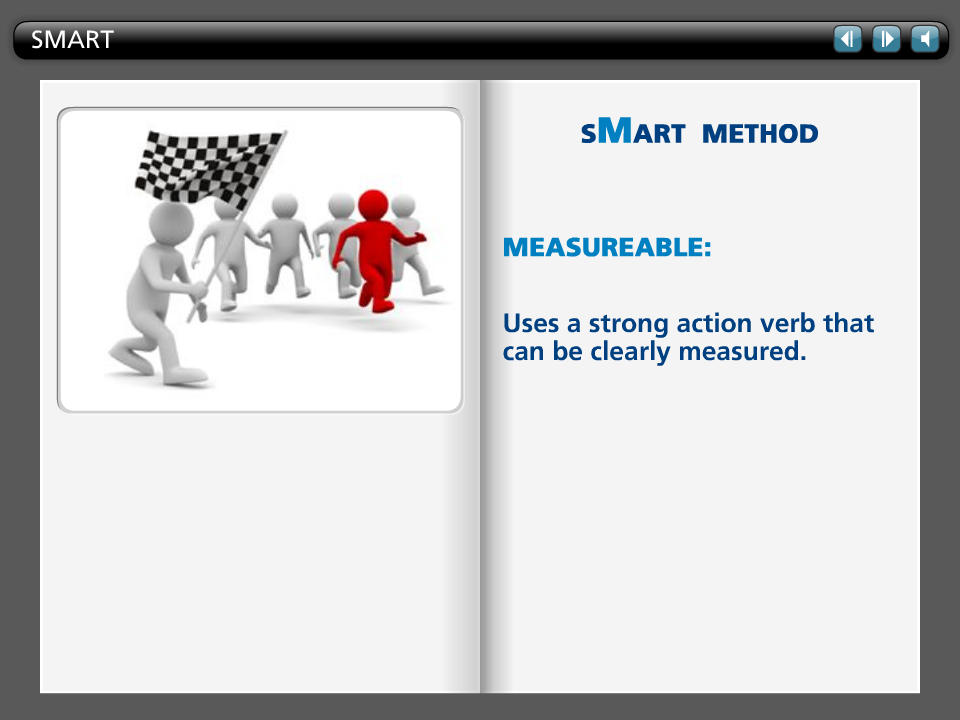 SMART
sMART METHOD
MEASUREABLE:
Uses a strong action verb that
can be clearly measured.